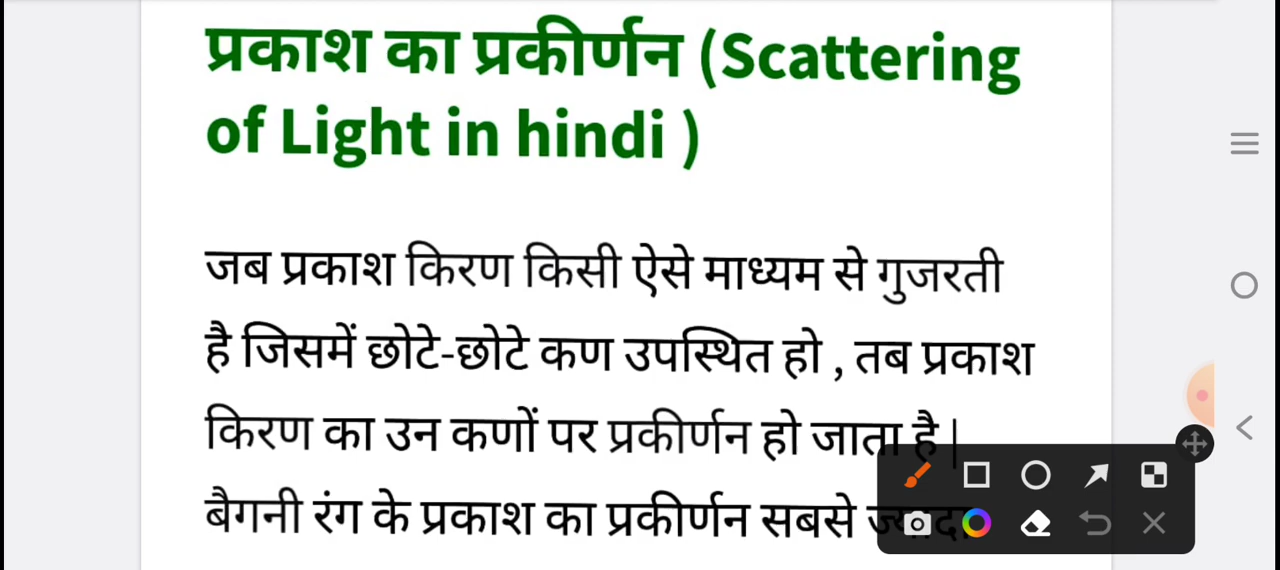 प्रकाश का प्रकीर्णन (Scattering
of Light in hindi )
जब प्रकाश किरण किसी ऐसे माध्यम से गुजरती
है जिसमें छोटे-छोटे कण उपस्थित हो , तब प्रकाश
किरण का उन कणों पर प्रकीर्णन हो जाता है |
बैगनी रंग के प्रकाश का प्रकीर्णन सबसे